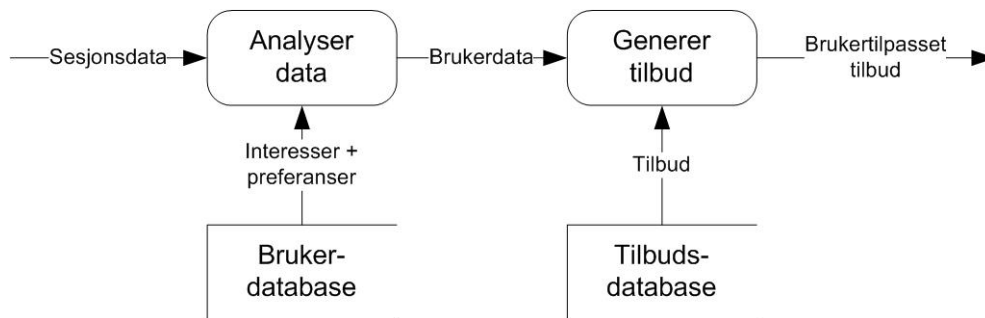 Sesjonsdata
Analyser
data
Brukerdata
Generer
tilbud
Brukertilpasset
tilbud
Interesser +
preferanser
Tilbud
Bruker-
database
Tilbuds-
database